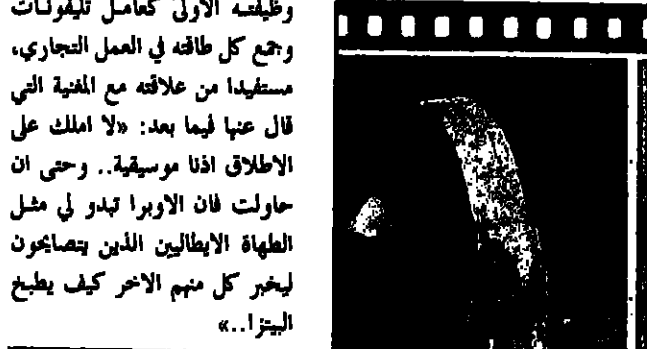 وظيفته الاولى كعامل تليفونات
وجمع كل طاقته في العمل التجاري،
مستفيدا من علاقته مع المغنية التي
قال عنها فيما بعد: «لا املك على
الاطلاق اذنا موسيقية.. وحتى ان
حاولت فان الاوبرا تبدو لي مثل
الطهاة الايطاليين الذين يتصايحون
ليخبر كل منهم الاخر كيف يطبخ
البيتزا..»